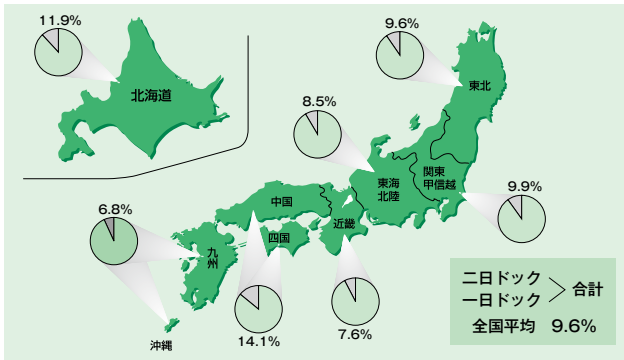 11.9%
北海道
9.6%
東北
8.5%
関東
甲信越
東海
北陸
9.9%
中国
近畿
四国
6.8%
九州
沖縄
14.1%
7.6%
二日ドック
一日ドック
合計
全国平均 9.6%